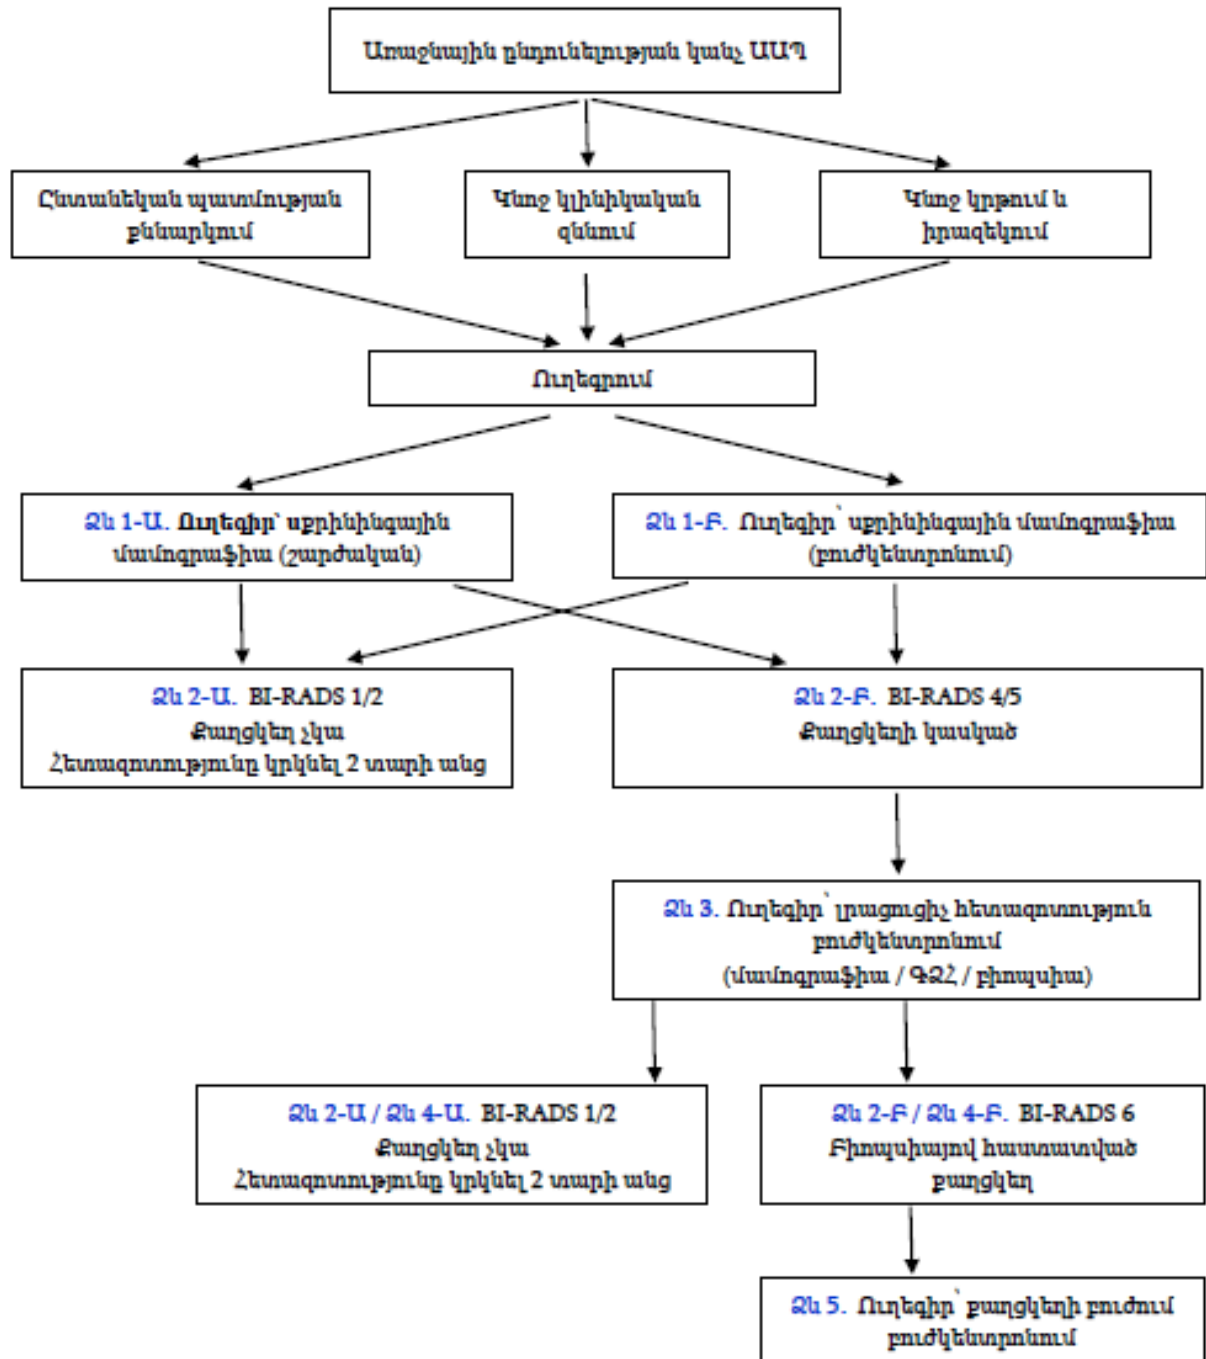 Առաջնային ընդունելության կանչ ԱԱՊ
Ընտանեկան պատմության
քննարկում
Կնոջ կլինիկական
զննում
Կնոջ կրթում և
իրազեկում
Ուղեգրում
Ձև 1-Ա. Ուղեգիր՝ սքրինինգային
մամոգրաֆիա (շարժական)
Ձև 1-Բ. Ուղեգիր՝ սքրինինգային մամոգրաֆիա
(բուժկենտրոնում)
Ձև 2-Ա. BI-RADS 1/2
Քաղցկեղ չկա
Հետազոտությունը կրկնել 2 տարի անց
Ձև 2-Բ. BI-RADS 4/5
Քաղցկեղի կասկած
Ձև 3. Ուղեգիր՝ լրացուցիչ հետազոտություն
բուժկենտրոնում
(մամոգրաֆիա / ԳՁՀ / բիոպսիա)
Ձև 2-Ա / Ձև 4-Ա. BI-RADS 1/2
Քաղցկեղ չկա
Հետազոտությունը կրկնել 2 տարի անց
Ձև 2-Բ / Ձև 4-Բ. BI-RADS 6
Բիոպսիայով հաստատված
քաղցկեղ
Ձև 5. Ուղեգիր՝ քաղցկեղի բուժում
բուժկենտրոնում